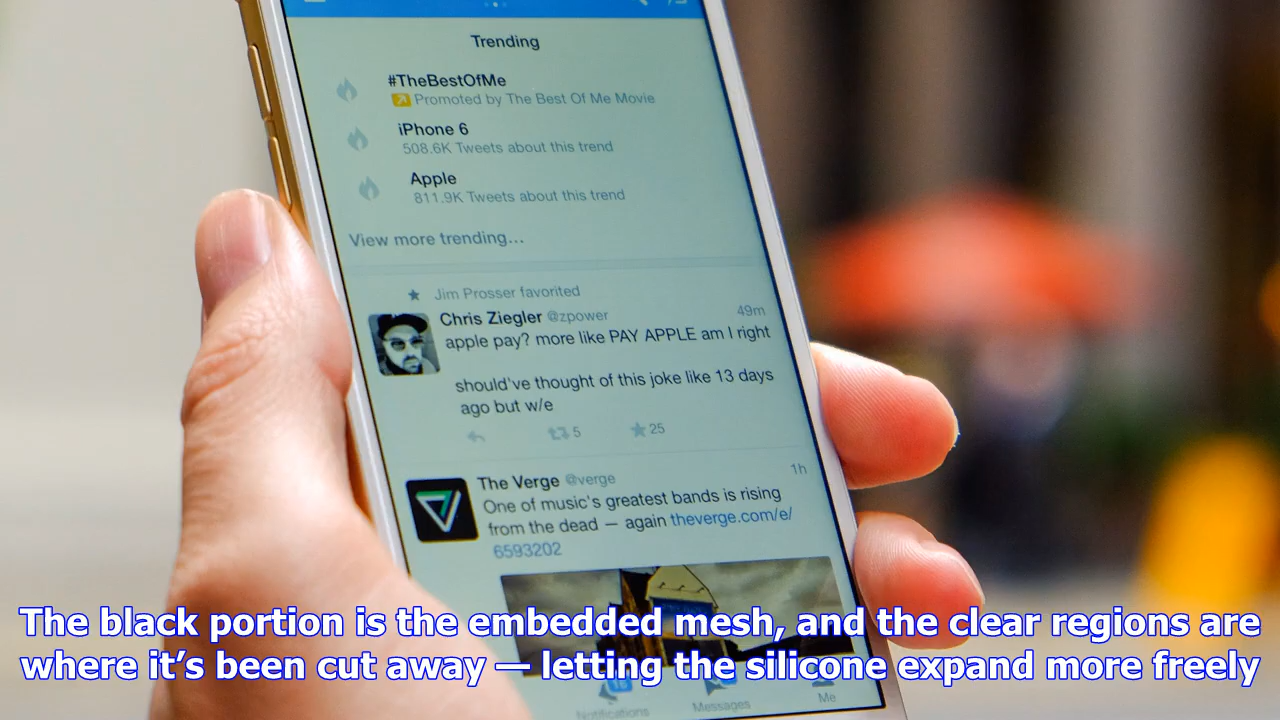 Trending
#TheBestOfMe
Promoted by The Best Of Me Movie
iPhone 6
508.6K Tweets about this trend
Apple
811.9K Tweets about this trend
View more trending...
Jim Prosser favorited
Chris Ziegler @zpower 49m
apple pay? more like PAY APPLE am I right
should've thought of this joke like 13 days
ago but w/e
5 25
The Verge @verge 1h
One of music's greatest bands is rising
from the dead — again theverge.com/e/
6593202
The black portion is the embedded mesh, and the clear regions are
where it’s been cut away — letting the silicone expand more freely
16
Notifications Messages Me